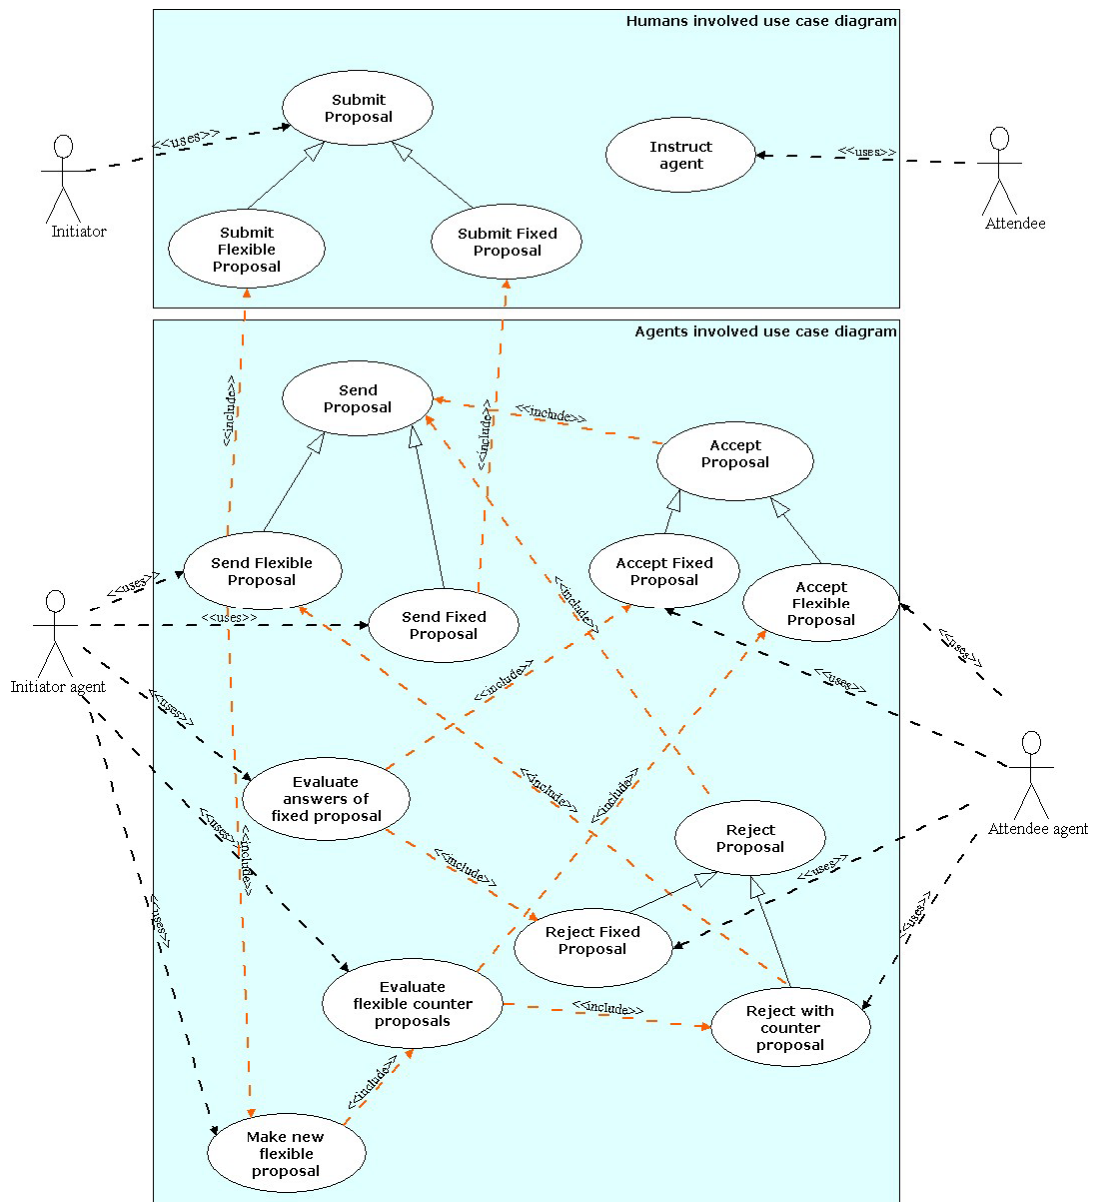 Humans involved use case diagram
Submit
Proposal
<<uses>>
Instruct
agent
<<uses>>
Initiator
Attendee
Submit
Flexible
Proposal
Submit Fixed
Proposal
Agents involved use case diagram
Send
Proposal
<<include>>
<<include>>
<<include>>
Accept
Proposal
Send Flexible
Proposal
Accept Fixed
Proposal
Accept
Flexible
Proposal
<<uses>>
<<uses>>
Send Fixed
Proposal
<<include>>
<<uses>>
Initiator agent
<<include>>
<<uses>>
<<uses>>
Evaluate
answers of
fixed proposal
<<include>>
<<include>>
<<uses>>
<<include>>
<<include>>
Reject
Proposal
<<uses>>
Attendee agent
<<uses>>
Reject Fixed
Proposal
<<uses>>
Evaluate
flexible counter
proposals
<<include>>
Reject with
counter
proposal
<<include>>
Make new
flexible
proposal